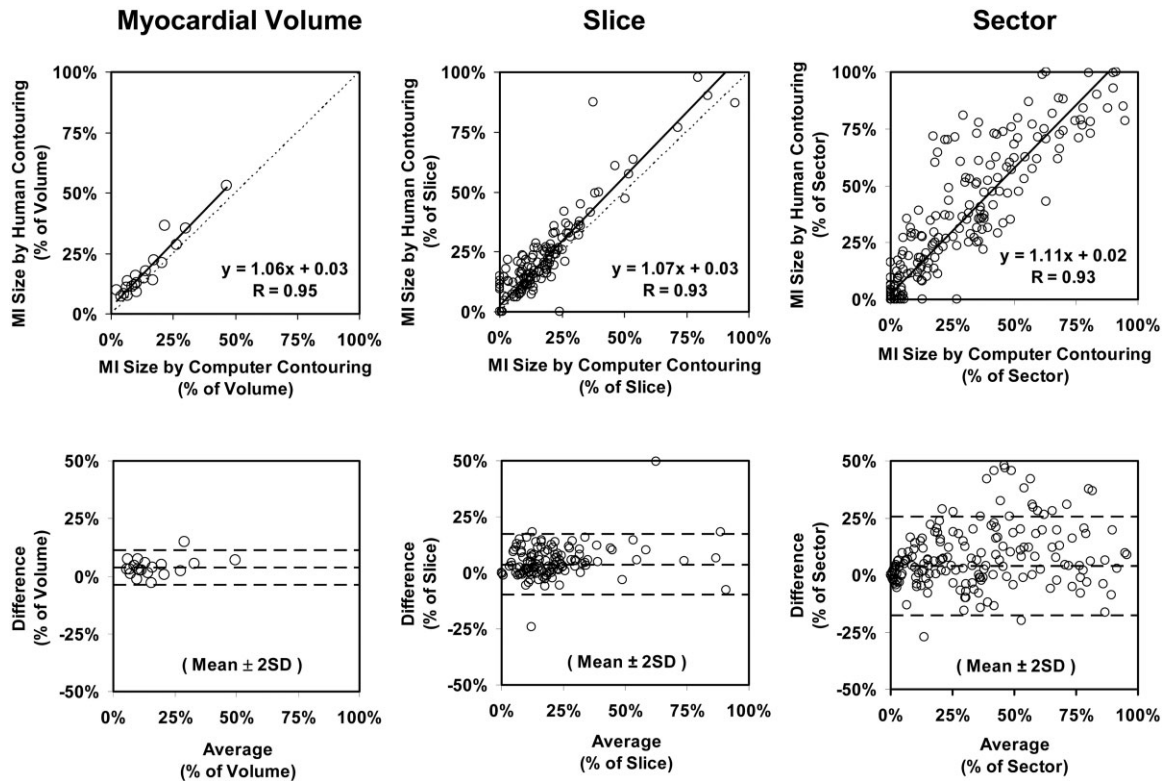 Myocardial Volume
Slice
Sector
MI Size by Human Contouring
(% of Volume)
100%
75%
50%
25%
0%
y = 1.06x + 0.03
R = 0.95
0% 25% 50% 75% 100%
MI Size by Computer Contouring
(% of Volume)
MI Size by Human Contouring
(% of Slice)
100%
75%
50%
25%
0%
y = 1.07x + 0.03
R = 0.93
0% 25% 50% 75% 100%
MI Size by Computer Contouring
(% of Slice)
MI Size by Human Contouring
(% of Sector)
100%
75%
50%
25%
0%
y = 1.11x + 0.02
R = 0.93
0% 25% 50% 75% 100%
MI Size by Computer Contouring
(% of Sector)
Difference
(% of Volume)
50%
25%
0%
-25%
-50%
( Mean ± 2SD )
0% 25% 50% 75% 100%
Average
(% of Volume)
Difference
(% of Slice)
50%
25%
0%
-25%
-50%
( Mean ± 2SD )
0% 25% 50% 75% 100%
Average
(% of Slice)
Difference
(% of Sector)
50%
25%
0%
-25%
-50%
( Mean ± 2SD )
0% 25% 50% 75% 100%
Average
(% of Sector)